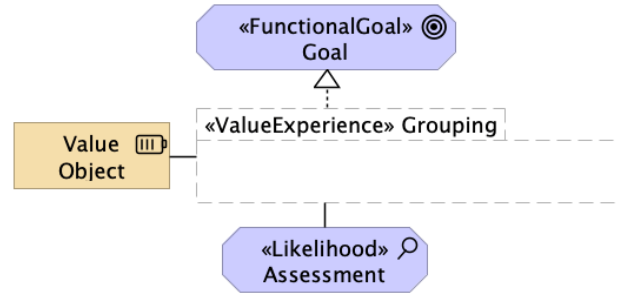 «FunctionalGoal»
Goal
«ValueExperience» Grouping
Value
Object
«Likelihood»
Assessment